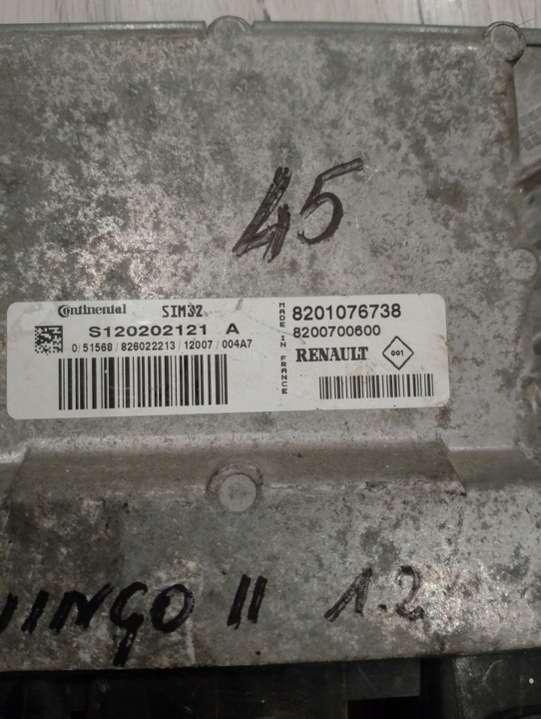 45
Continental SIM32
S120202121 A
0/51568/826022213/12007/004A7
MADE IN FRANCE
8201076738
8200700600
RENAULT 001
INGO II 1.2